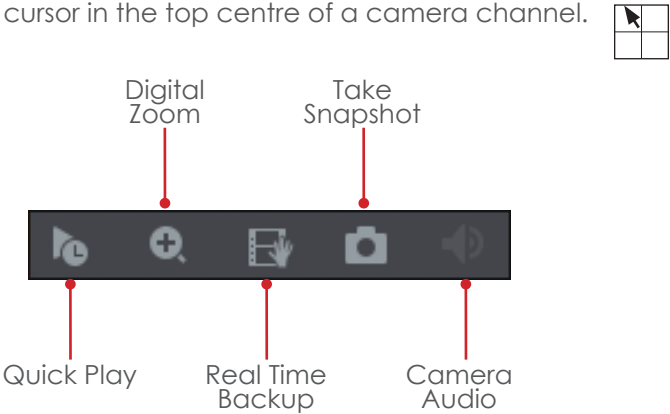 cursor in the top centre of a camera channel.
Digital
Zoom
Take
Snapshot
Quick Play
Real Time
Backup
Camera
Audio